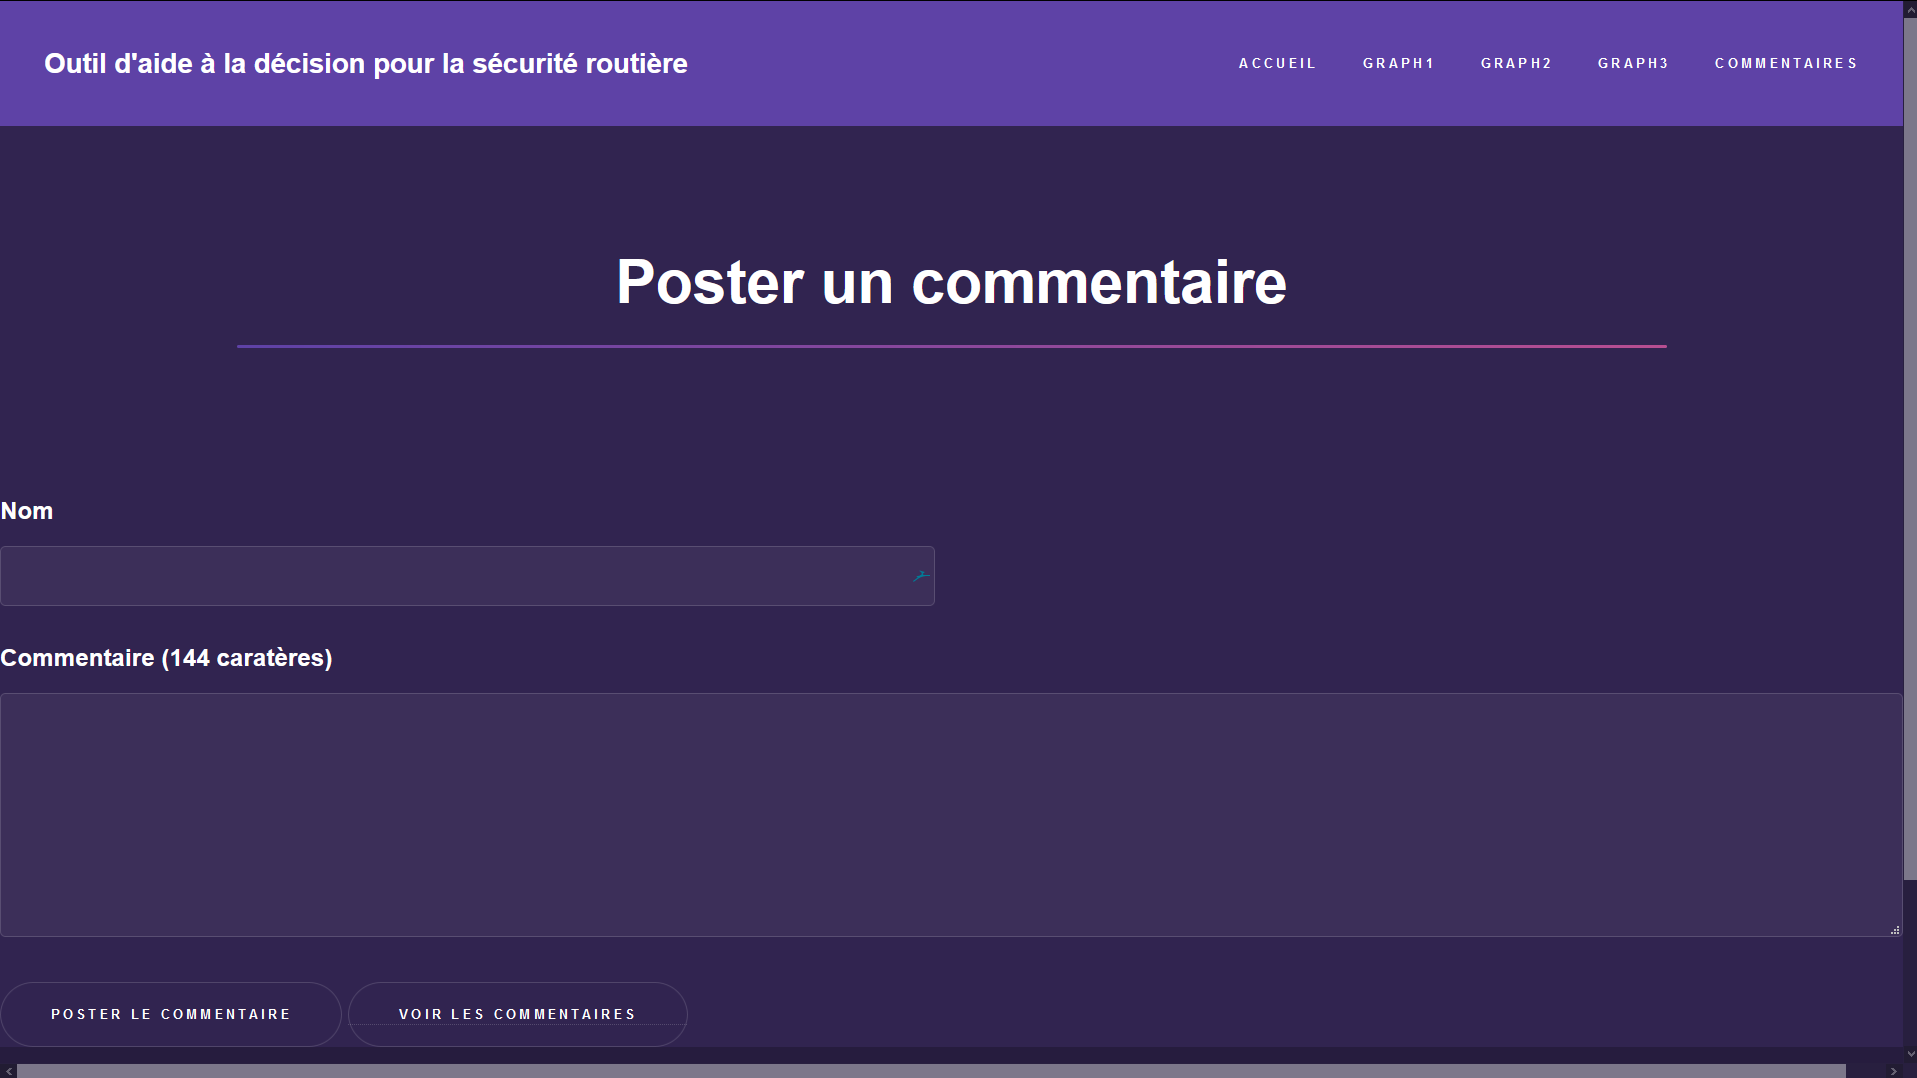 Outil d'aide à la décision pour la sécurité routière
ACCUEIL GRAPH1 GRAPH2 GRAPH3 COMMENTAIRES
Poster un commentaire
Nom
Commentaire (144 caratères)
POSTER LE COMMENTAIRE VOIR LES COMMENTAIRES